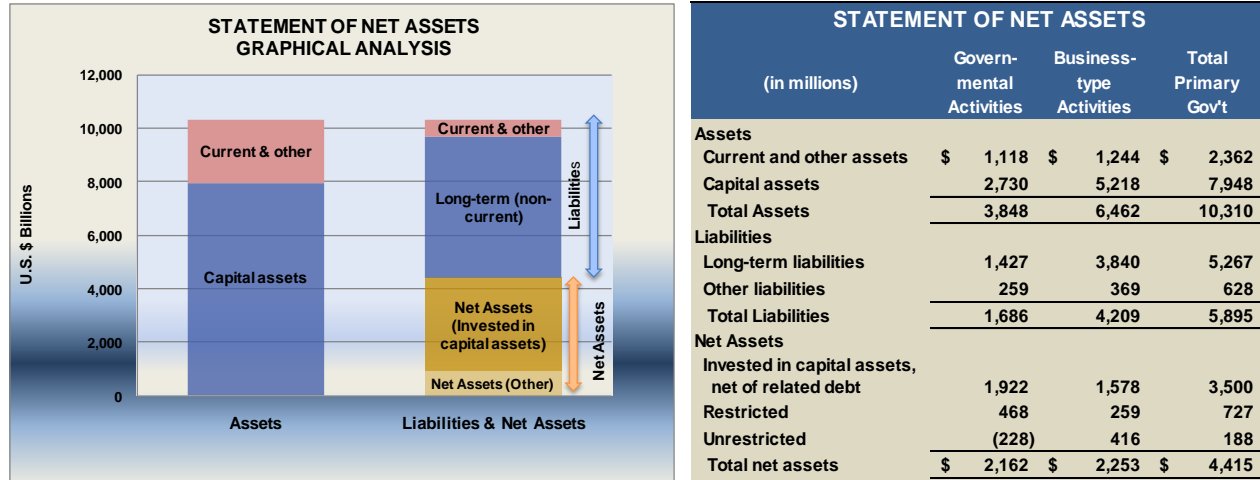 STATEMENT OF NET ASSETS
GRAPHICAL ANALYSIS
U.S. $ Billions
12,000
10,000
8,000
6,000
4,000
2,000
0
Current & other
Capital assets
Current & other
Long-term (non-
current)
Net Assets
(Invested in
capital assets)
Net Assets (Other)
Liabilities
Net Assets
Assets
Liabilities & Net Assets
STATEMENT OF NET ASSETS
(in millions)
Govern-
mental
Activities
Business-
type
Activities
Total
Primary
Gov't
Assets
Current and other assets $ 1,118 $ 1,244 $ 2,362
Capital assets 2,730 5,218 7,948
Total Assets 3,848 6,462 10,310
Liabilities
Long-term liabilities 1,427 3,840 5,267
Other liabilities 259 369 628
Total Liabilities 1,686 4,209 5,895
Net Assets
Invested in capital assets,
net of related debt 1,922 1,578 3,500
Restricted 468 259 727
Unrestricted (228) 416 188
Total net assets $ 2,162 $ 2,253 $ 4,415